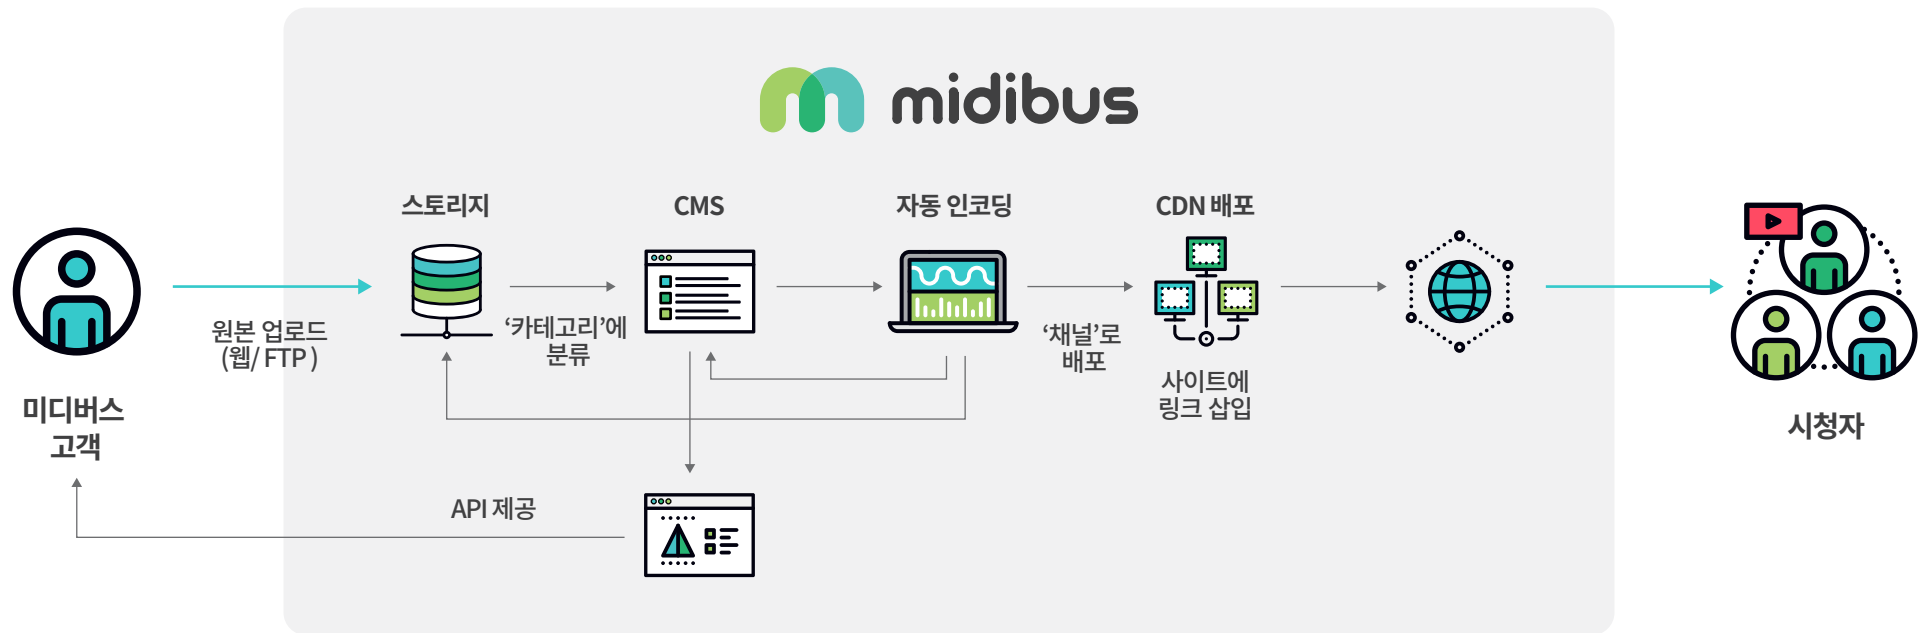 midibus
스토리지
CMS
자동 인코딩
CDN 배포
원본 업로드
(웹/ FTP )
‘카테고리’에
분류
‘채널’로
배포
사이트에
링크 삽입
미디버스
고객
시청자
API 제공